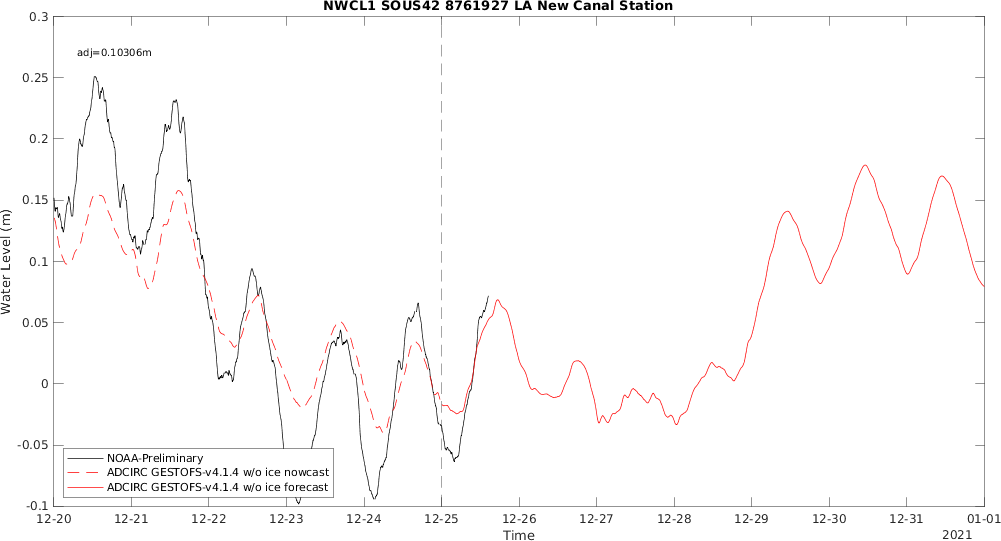 NWCL1 SOUS42 8761927 LA New Canal Station
adj=0.10306m
0.3
0.25
0.2
0.15
0.1
0.05
0
-0.05
-0.1
Water Level (m)
NOAA-Preliminary
ADCIRC GESTOFS-v4.1.4 w/o ice nowcast
ADCIRC GESTOFS-v4.1.4 w/o ice forecast
12-20 12-21 12-22 12-23 12-24 12-25 12-26 12-27 12-28 12-29 12-30 12-31 01-01
Time
2021